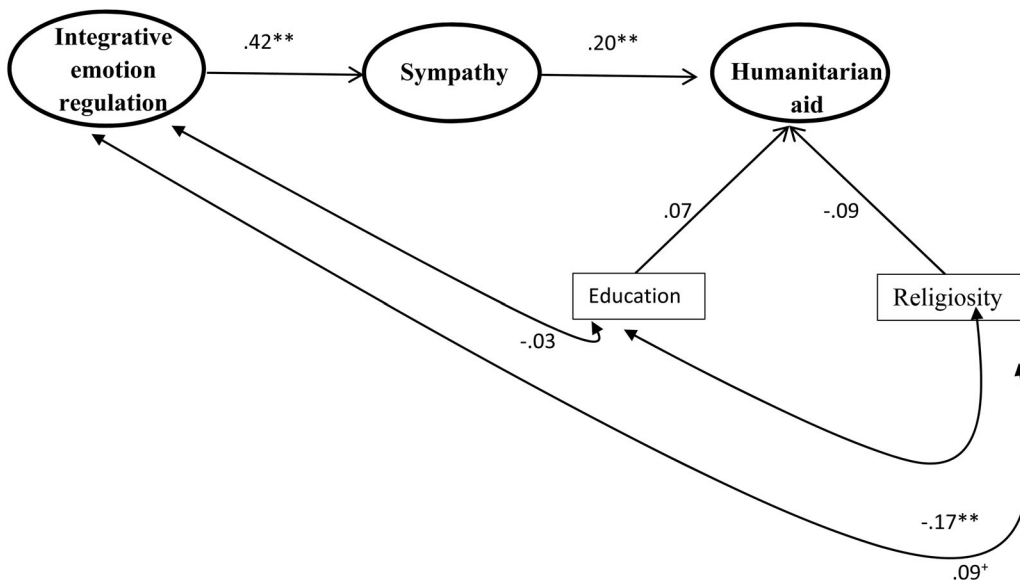 Integrative
emotion
regulation
.42**
Sympathy
.20**
Humanitarian
aid
.07
-.09
Education
Religiosity
-.03
-.17**
.09⁺